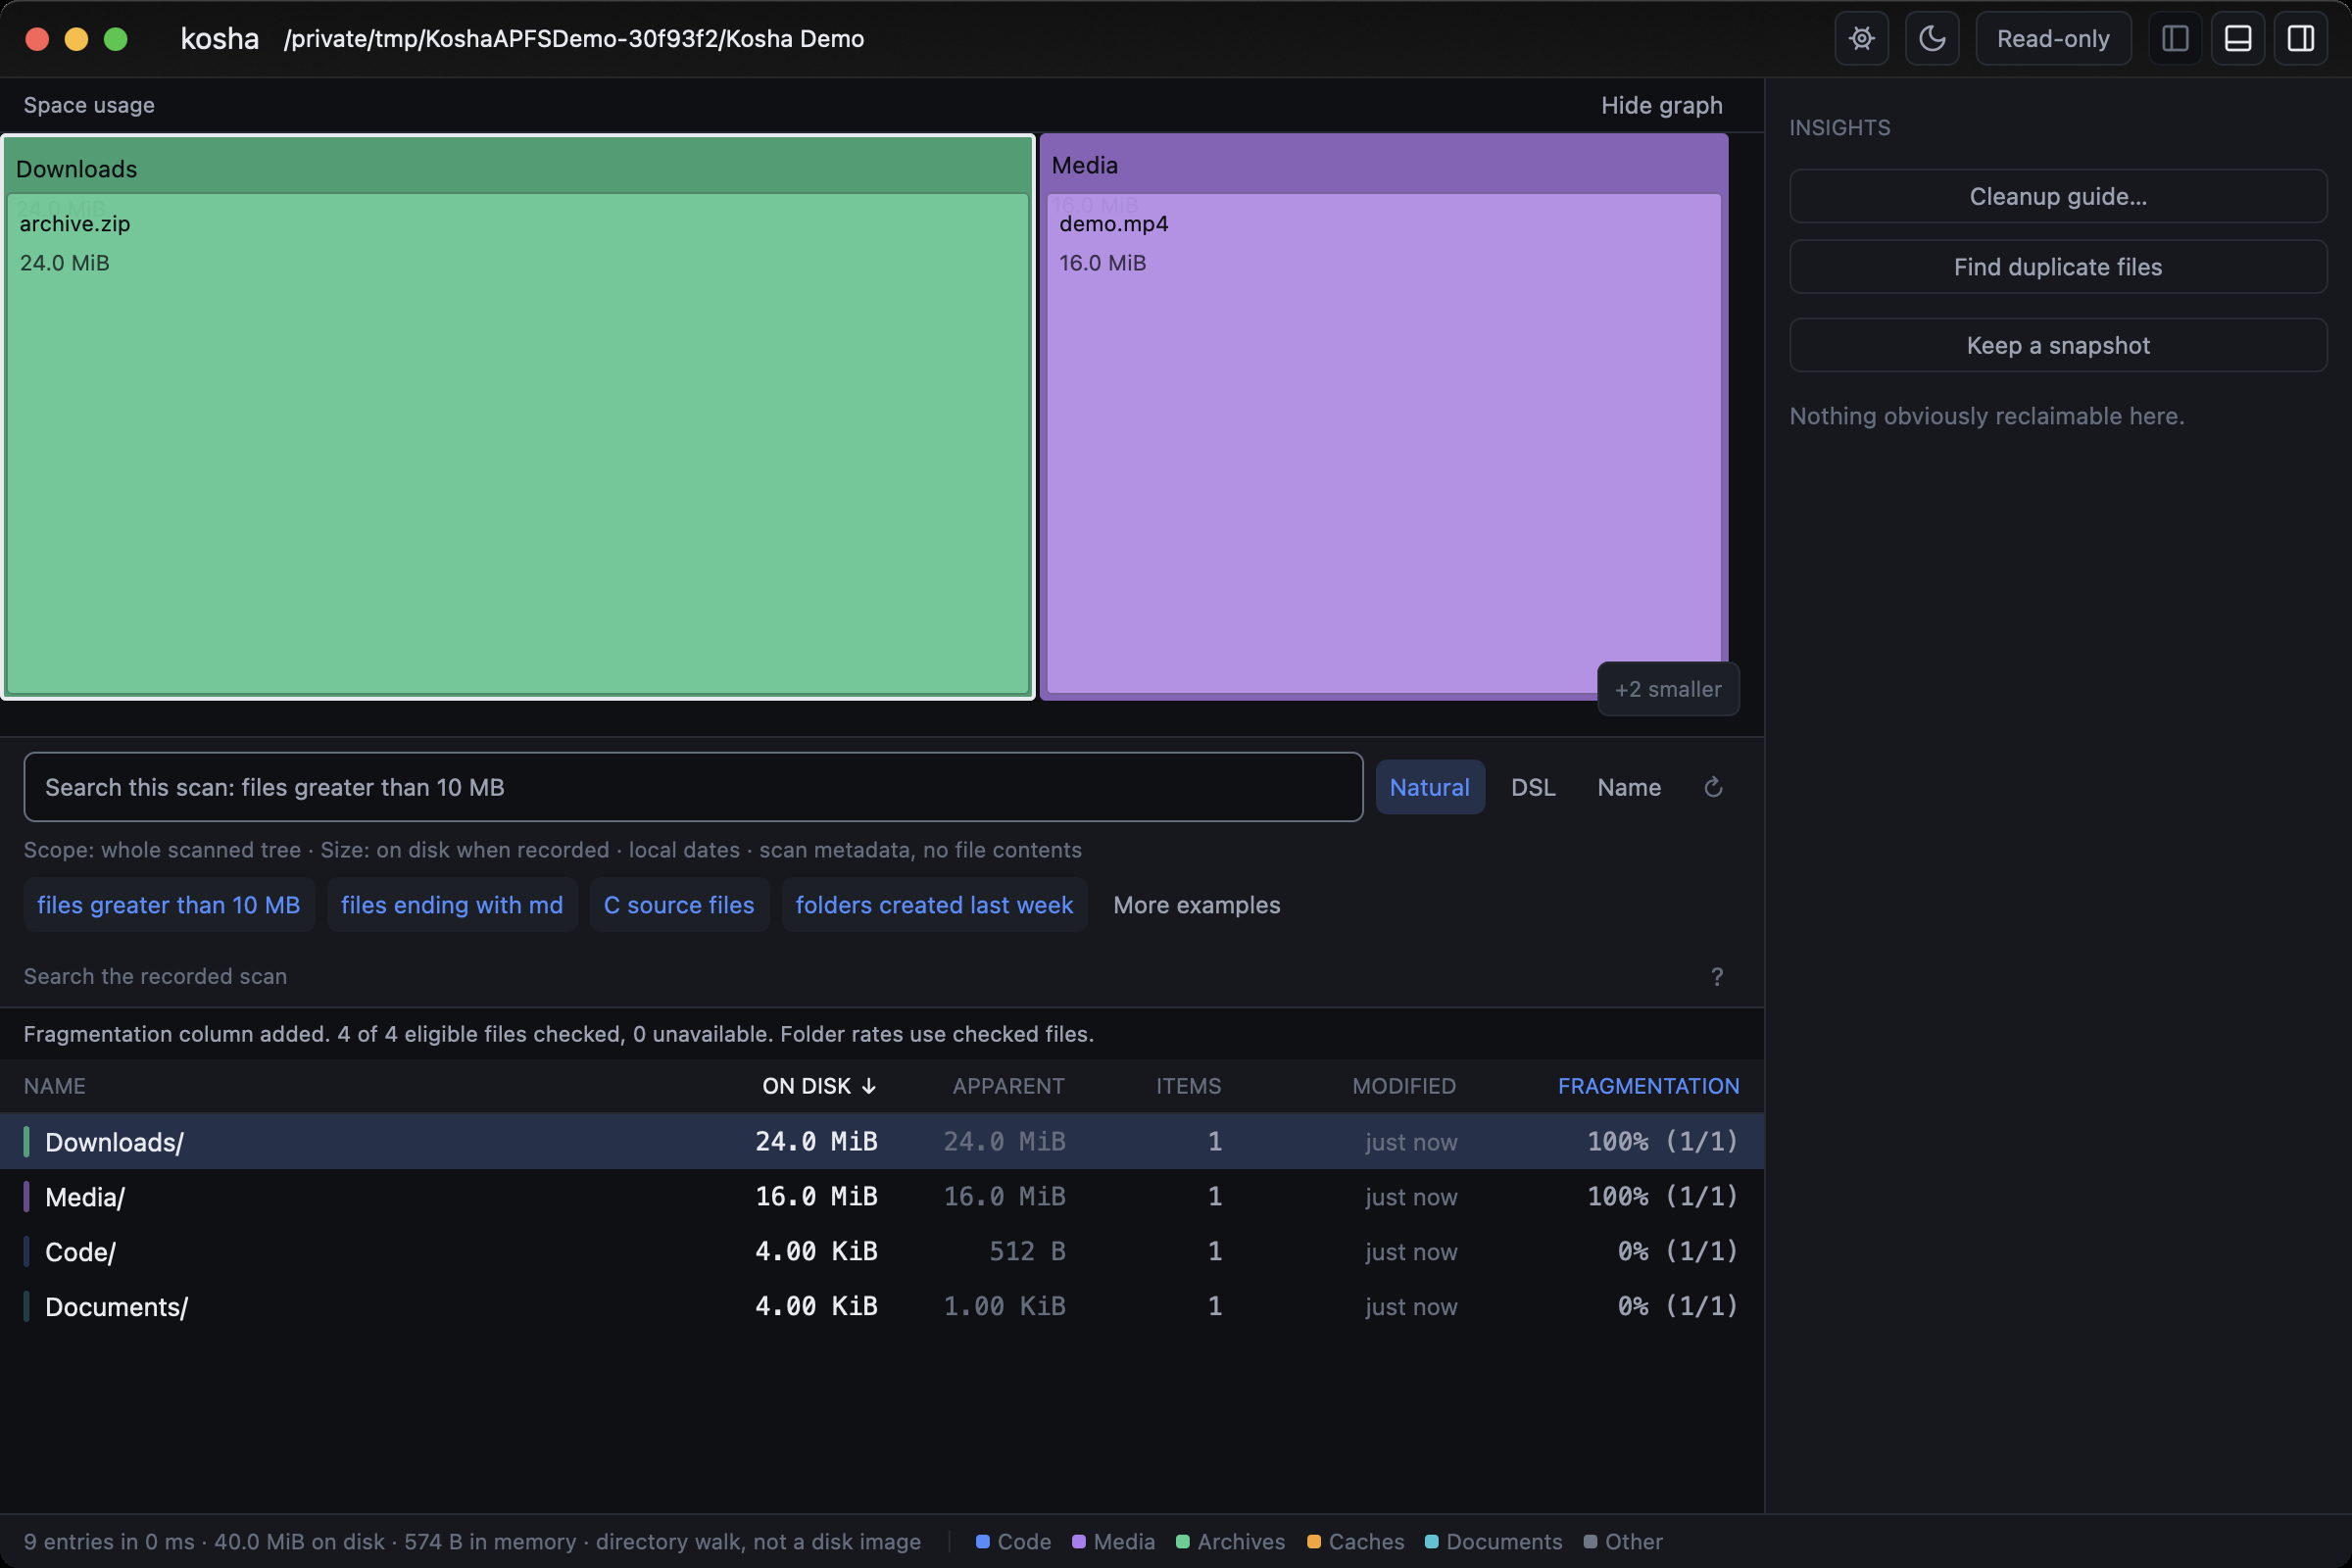 kosha /private/tmp/KoshaAPFSDemo-30f93f2/Kosha Demo Read-only
Space usage Hide graph
Downloads
24.0 MiB
archive.zip
24.0 MiB
Media
16.0 MiB
demo.mp4
16.0 MiB
+2 smaller
INSIGHTS
Cleanup guide...
Find duplicate files
Keep a snapshot
Nothing obviously reclaimable here.
Search this scan: files greater than 10 MB Natural DSL Name
Scope: whole scanned tree · Size: on disk when recorded · local dates · scan metadata, no file contents
files greater than 10 MB files ending with md C source files folders created last week More examples
Search the recorded scan ?
Fragmentation column added. 4 of 4 eligible files checked, 0 unavailable. Folder rates use checked files.
NAME ON DISK ↓ APPARENT ITEMS MODIFIED FRAGMENTATION
Downloads/ 24.0 MiB 24.0 MiB 1 just now 100% (1/1)
Media/ 16.0 MiB 16.0 MiB 1 just now 100% (1/1)
Code/ 4.00 KiB 512 B 1 just now 0% (1/1)
Documents/ 4.00 KiB 1.00 KiB 1 just now 0% (1/1)
9 entries in 0 ms · 40.0 MiB on disk · 574 B in memory · directory walk, not a disk image Code Media Archives Caches Documents Other